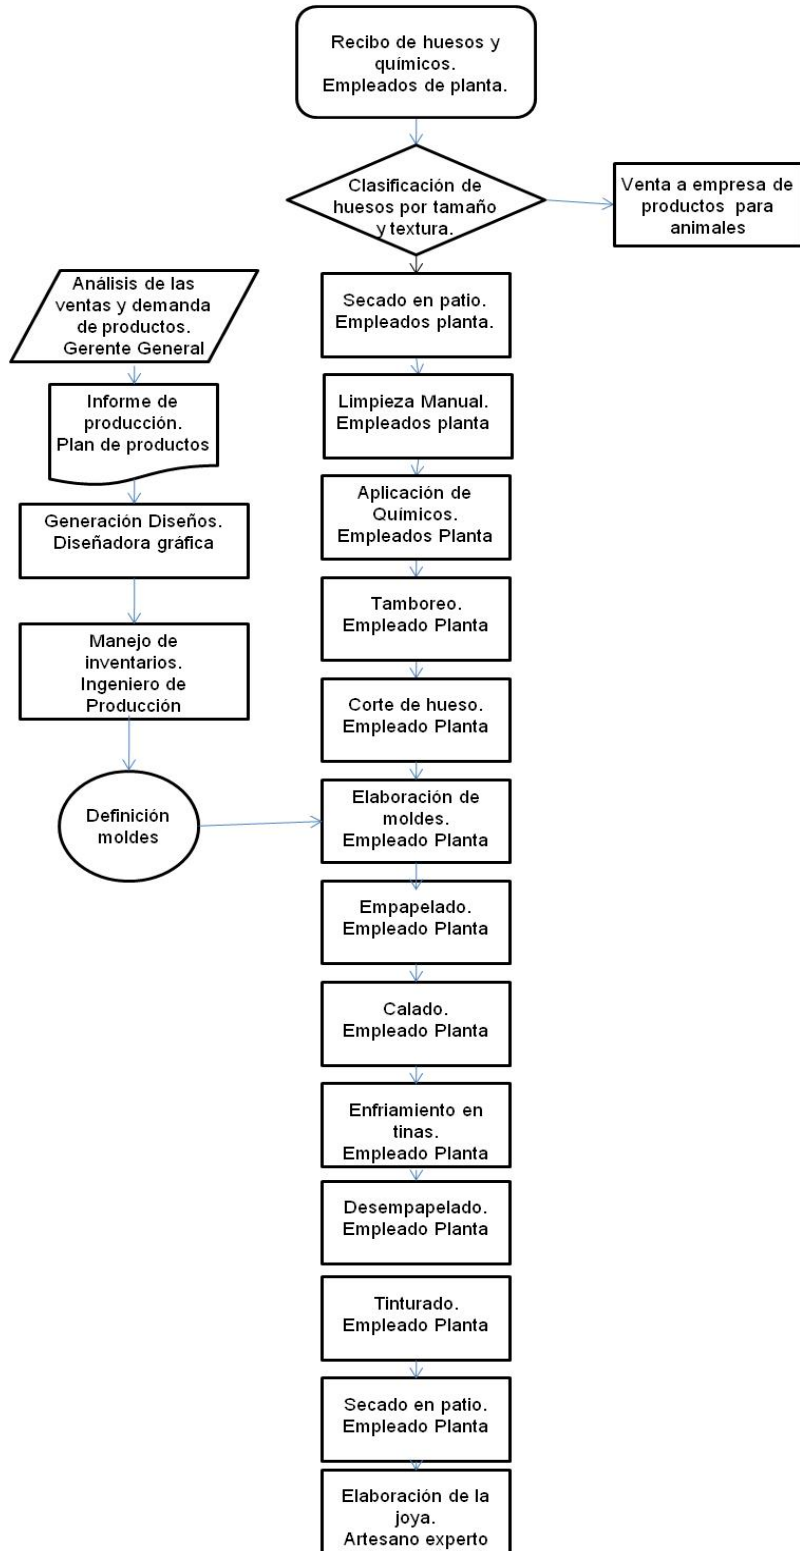 Recibo de huesos y
químicos.
Empleados de planta.
Clasificación de
huesos por tamaño
y textura.
Venta a empresa de
productos para
animales
Análisis de las
ventas y demanda
de productos.
Gerente General
Informe de
producción.
Plan de productos
Generación Diseños.
Diseñadora gráfica
Manejo de
inventarios.
Ingeniero de
Producción
Definición
moldes
Secado en patio.
Empleados planta.
Limpieza Manual.
Empleados planta
Aplicación de
Químicos.
Empleados Planta
Tamboreo.
Empleado Planta
Corte de hueso.
Empleado Planta
Elaboración de
moldes.
Empleado Planta
Empapelado.
Empleado Planta
Calado.
Empleado Planta
Enfriamiento en
tinas.
Empleado Planta
Desempapelado.
Empleado Planta
Tinturado.
Empleado Planta
Secado en patio.
Empleado Planta
Elaboración de la
joya.
Artesano experto